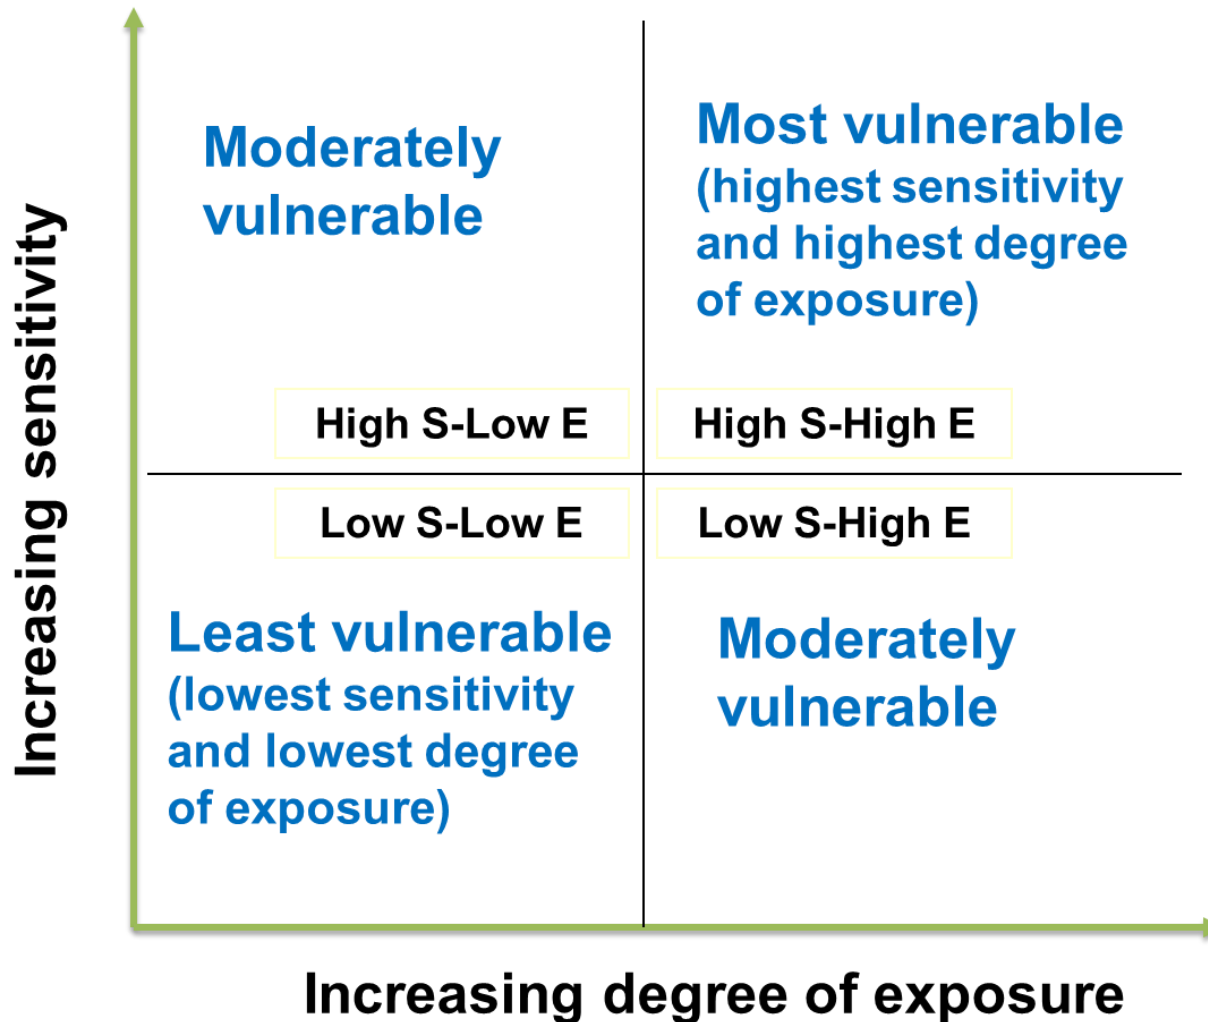 Increasing sensitivity
Moderately
vulnerable
Most vulnerable
(highest sensitivity
and highest degree
of exposure)
High S-Low E
High S-High E
Low S-Low E
Low S-High E
Least vulnerable
(lowest sensitivity
and lowest degree
of exposure)
Moderately
vulnerable
Increasing degree of exposure